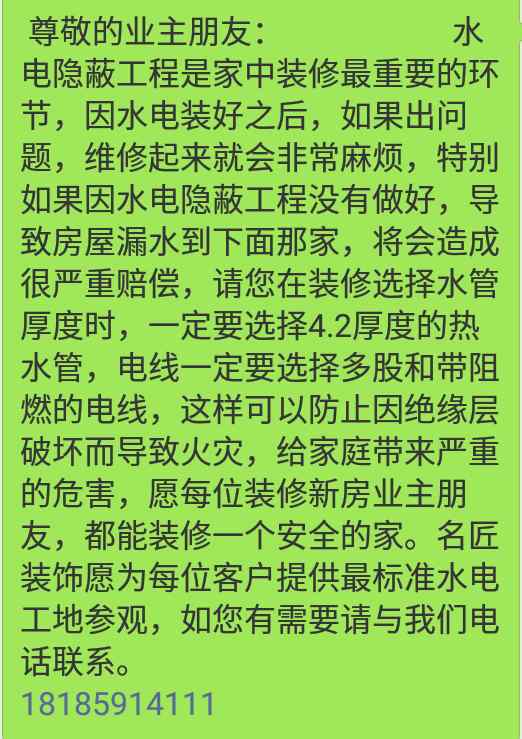 尊敬的业主朋友： 水
电隐蔽工程是家中装修最重要的环
节，因水电装好之后，如果出问
题，维修起来就会非常麻烦，特别
如果因水电隐蔽工程没有做好，导
致房屋漏水到下面那家，将会造成
很严重赔偿，请您在装修选择水管
厚度时，一定要选择4.2厚度的热
水管，电线一定要选择多股和带阻
燃的电线，这样可以防止因绝缘层
破坏而导致火灾，给家庭带来严重
的危害，愿每位装修新房业主朋
友，都能装修一个安全的家。名匠
装饰愿为每位客户提供最标准水电
工地参观，如您有需要请与我们电
话联系。
18185914111